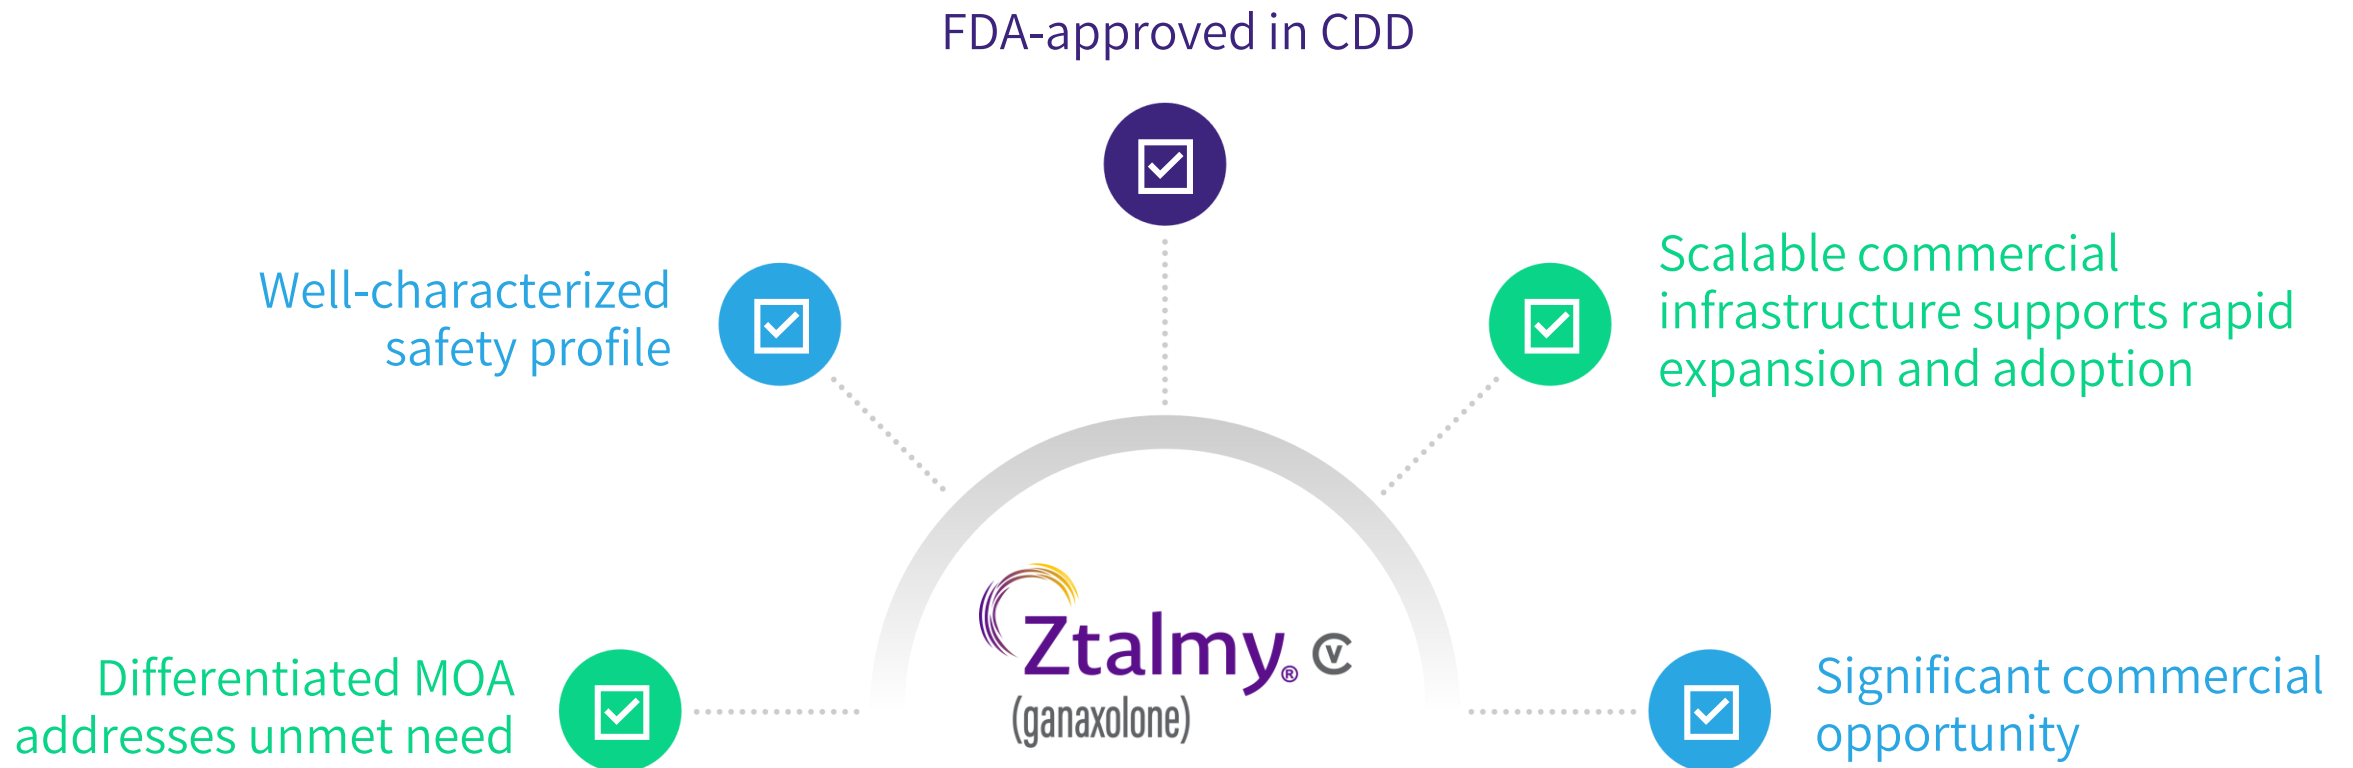 FDA-approved in CDD
Well-characterized
safety profile
Scalable commercial
infrastructure supports rapid
expansion and adoption
Differentiated MOA
addresses unmet need
Ztalmy® CV
(ganaxolone)
Significant commercial
opportunity